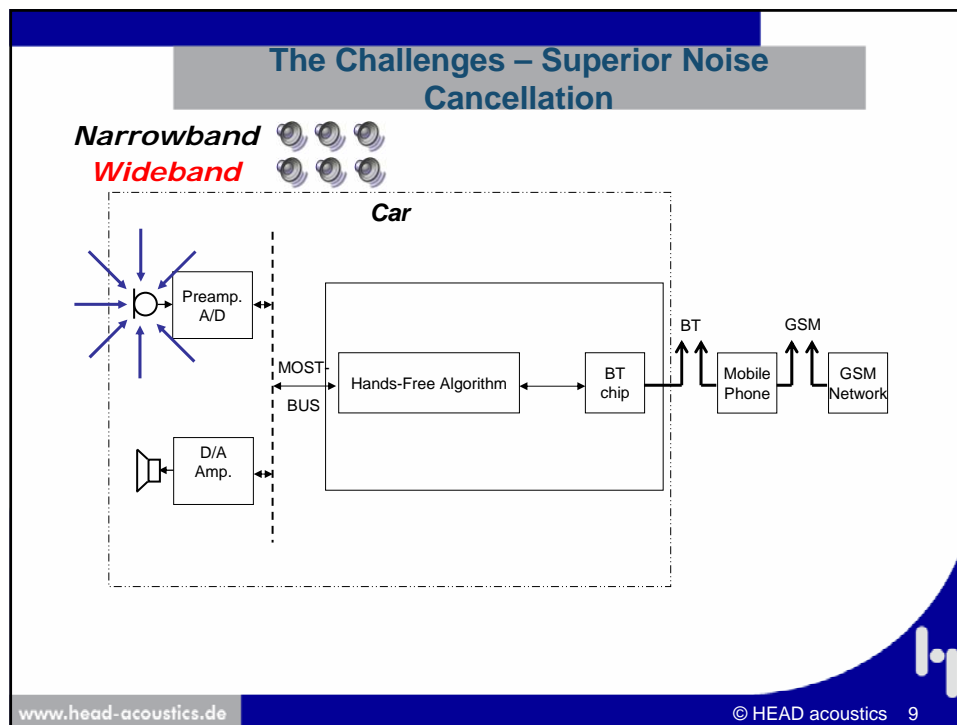 The Challenges – Superior Noise
Cancellation
Narrowband
Wideband
Car
Preamp.
A/D
MOST-
BUS
Hands-Free Algorithm
BT
chip
BT
GSM
Mobile
Phone
GSM
Network
D/A
Amp.
www.head-acoustics.de
© HEAD acoustics 9